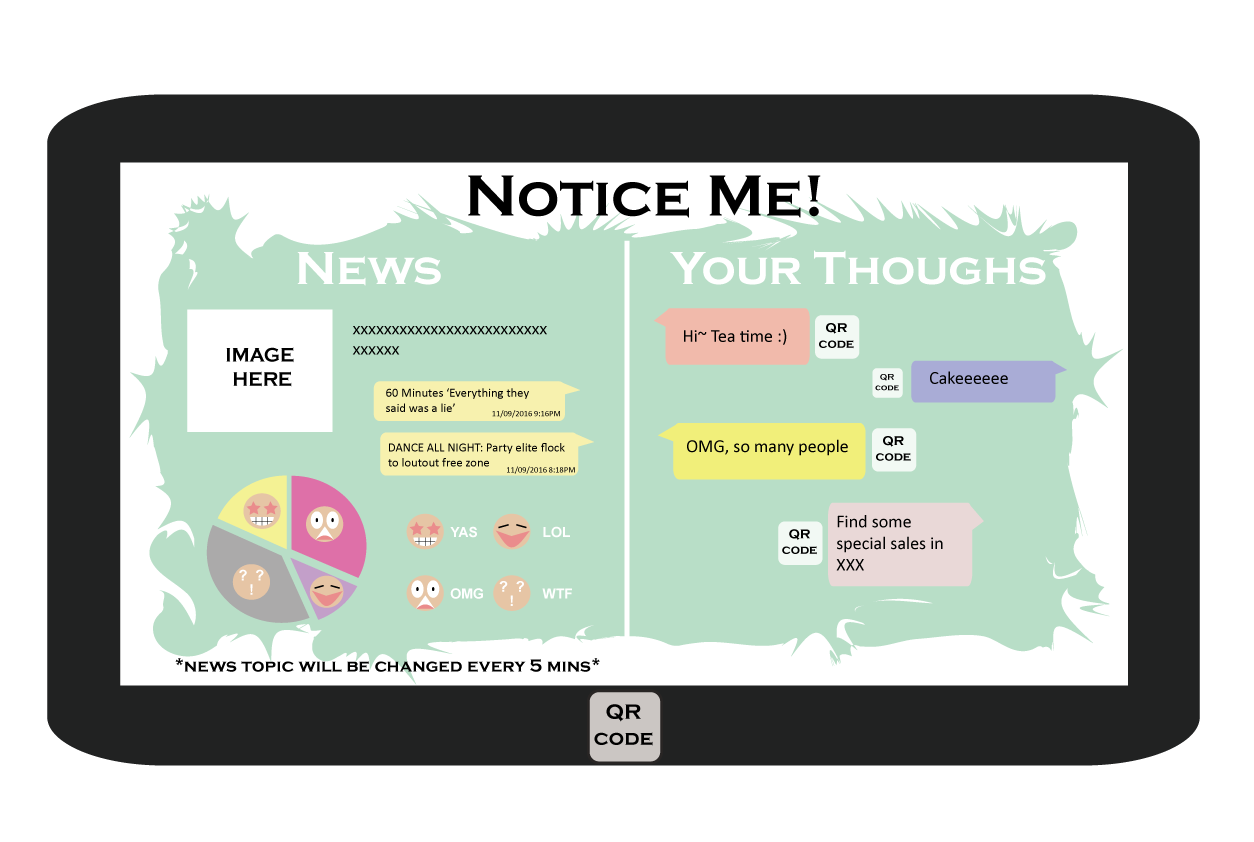 NOTICE ME!
NEWS
IMAGE
HERE
xxxxxxxxxxxxxxxxxxxxxxxxx
xxxxxx
60 Minutes ‘Everything they
said was a lie’
11/09/2016 9:16PM
DANCE ALL NIGHT: Party elite flock
to loutout free zone
11/09/2016 8:18PM
? ?
!
YAS
LOL
OMG
? ?
!
WTF
*NEWS TOPIC WILL BE CHANGED EVERY 5 MINS*
YOUR THOUGHS
Hi~ Tea time :)
QR
CODE
QR
CODE
Cakeeeeee
OMG, so many people
QR
CODE
QR
CODE
Find some
special sales in
XXX
QR
CODE